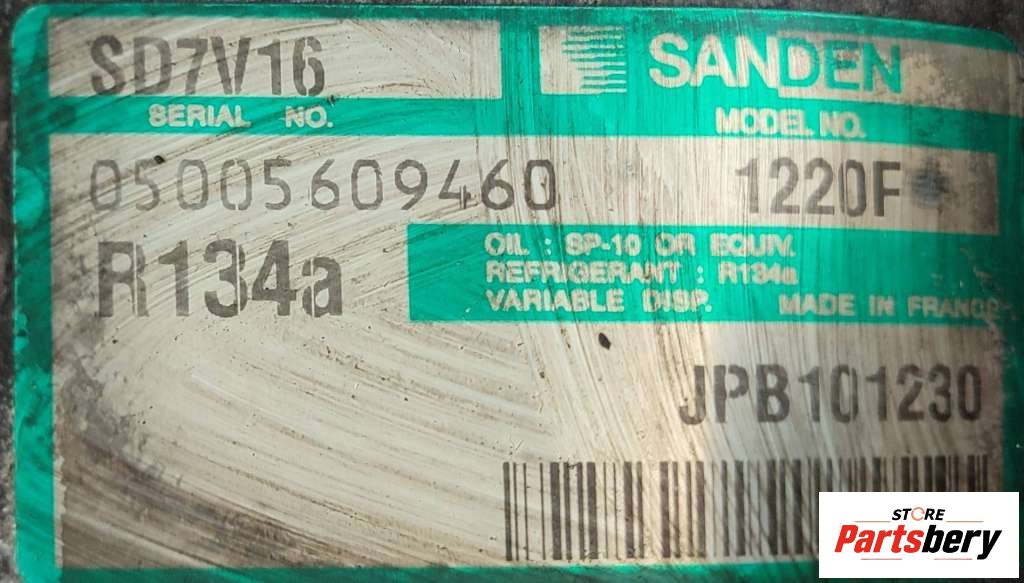 SD7V16
SANDEN
SERIAL NO.
MODEL NO.
05005609460
1220F
R134a
OIL : SP-10 OR EQUIV.
REFRIGERANT : R134a
VARIABLE DISP. MADE IN FRANCE
JPB101230
STORE
Partsbery